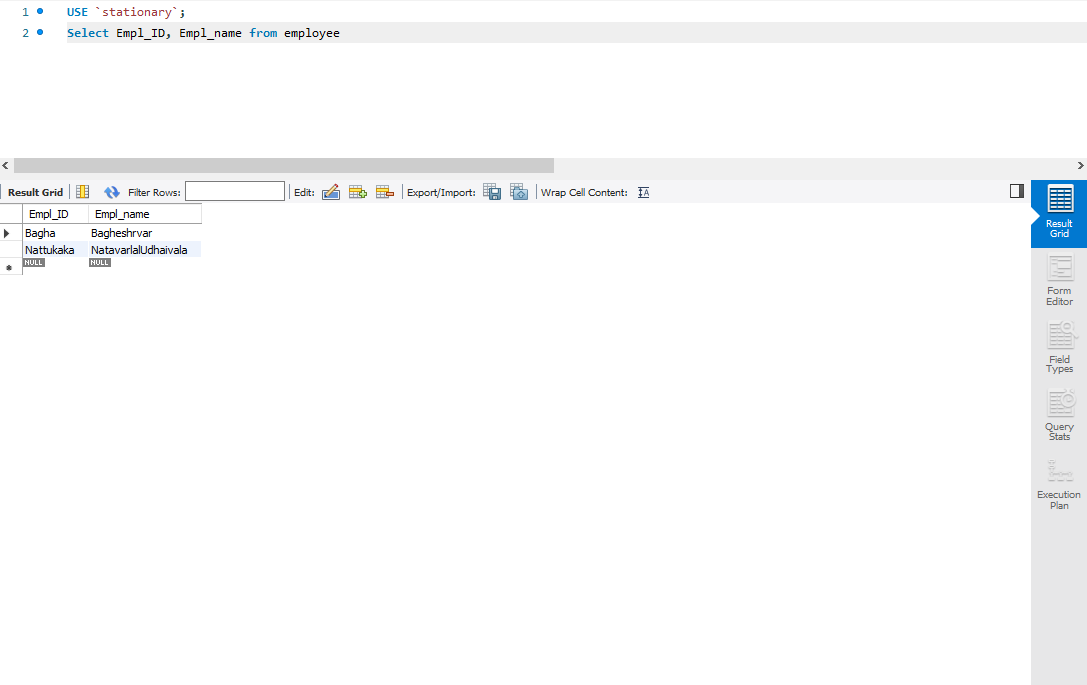 1 USE `stationary`;
2 Select Empl_ID, Empl_name from employee
Result Grid Filter Rows: Edit: Export/Import: Wrap Cell Content: IA
Empl_ID Empl_name
Bagha Bagheshrvar
Nattukaka NatavarlalUdhaivala
NULL NULL
Result
Grid
Form
Editor
Field
Types
Query
Stats
Execution
Plan